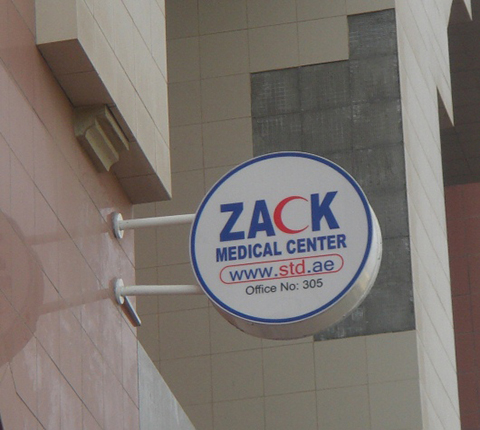 ZACK
MEDICAL CENTER
www.std.ae
Office No: 305